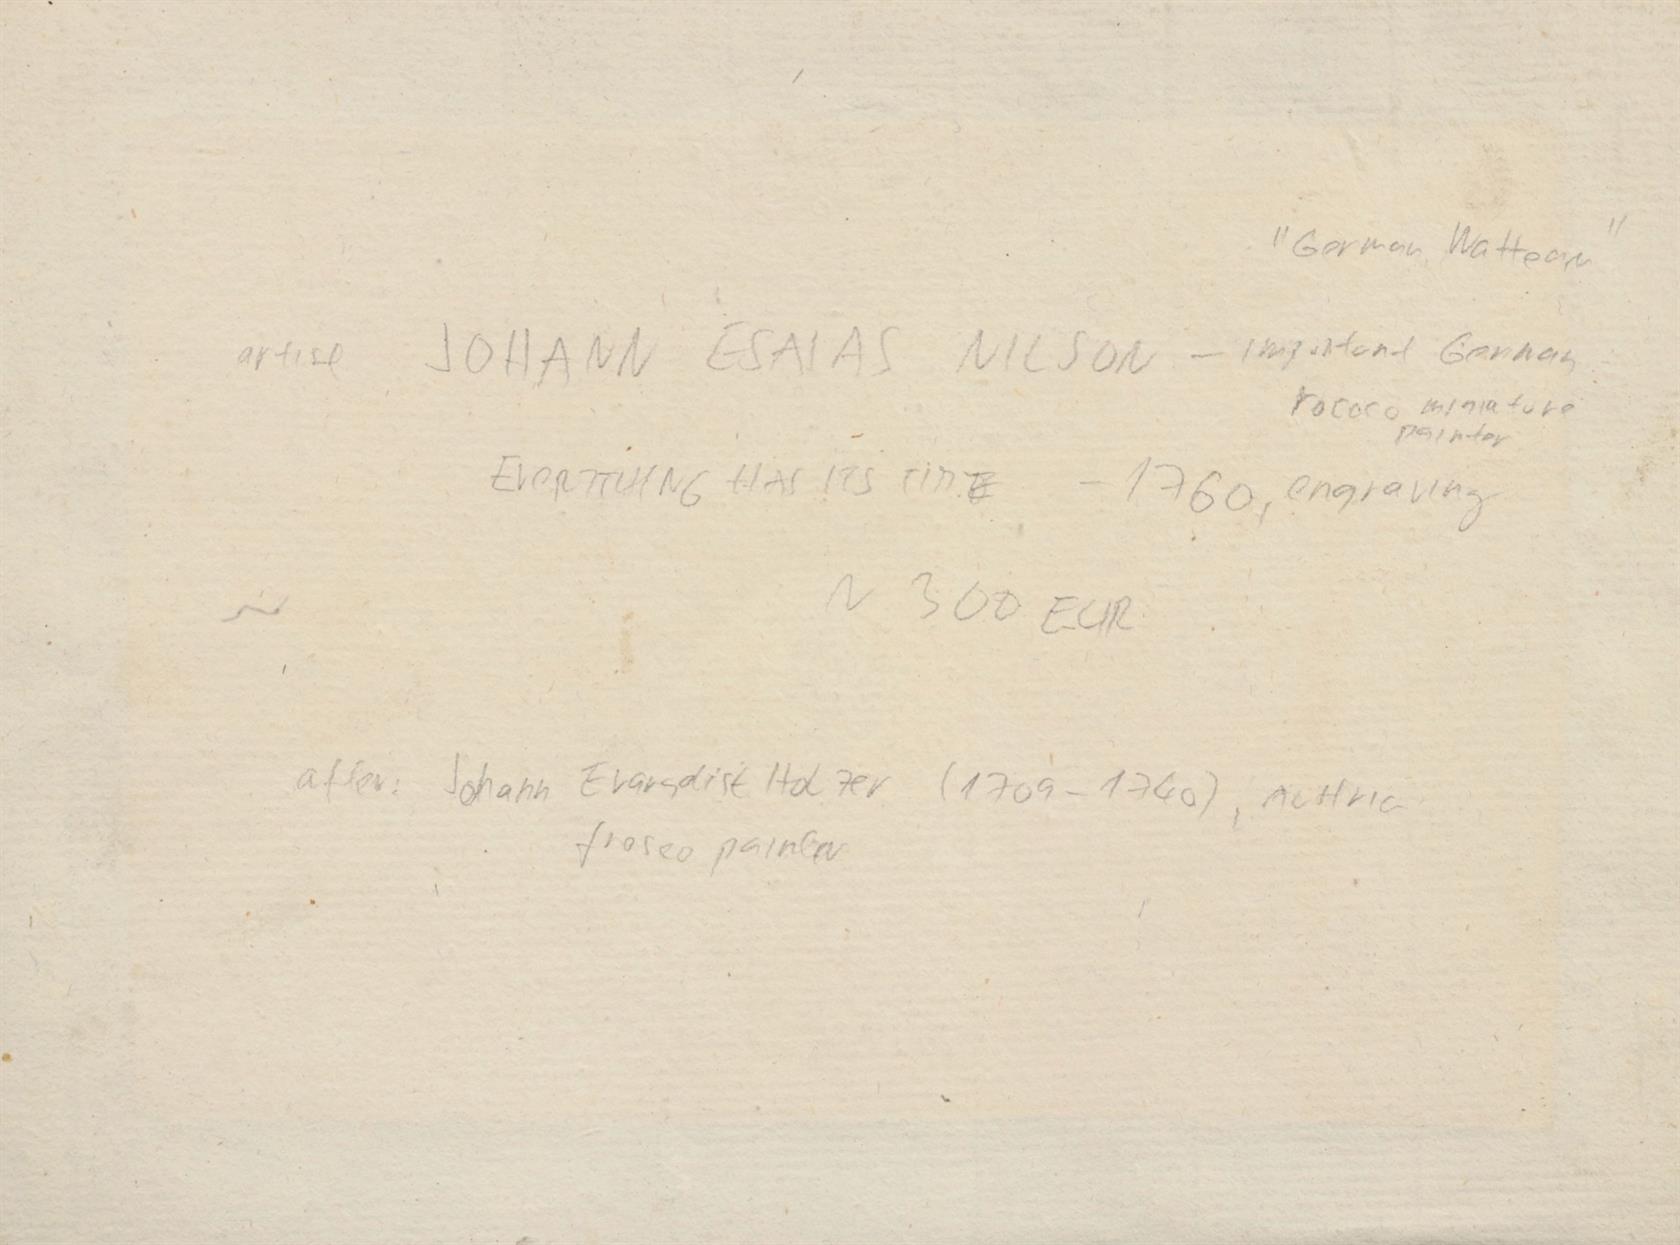 "German Watteau"
artist JOHANN ESAIAS NILSON - important German
rococo miniature
painter
EVERYTHING HAS ITS TIME - 1760, engraving
~ 300 EUR
after: Johann Evangelist Holzer (1709-1740), Austria
fresco painter